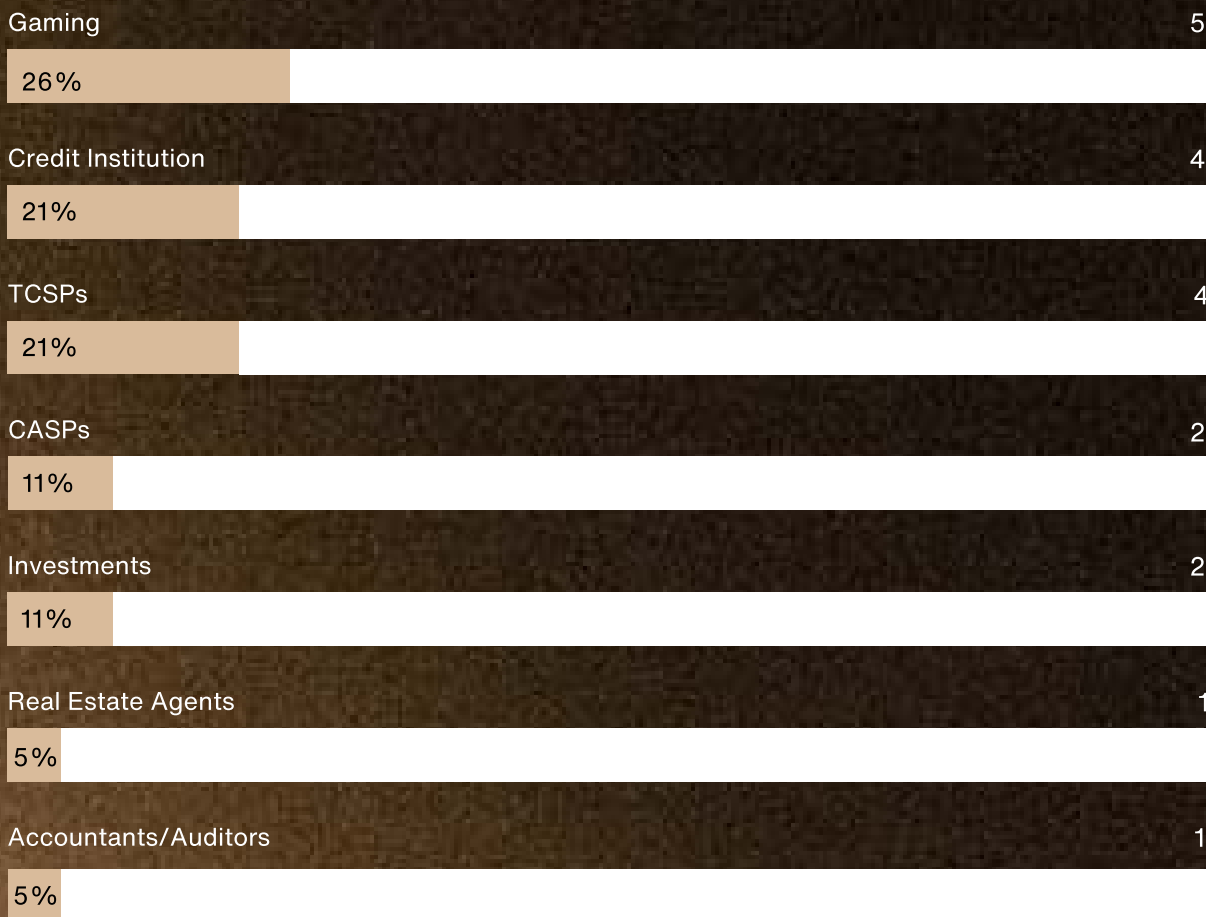 Gaming 5
26%
Credit Institution 4
21%
TCSPs 4
21%
CASPs 2
11%
Investments 2
11%
Real Estate Agents 1
5%
Accountants/Auditors 1
5%